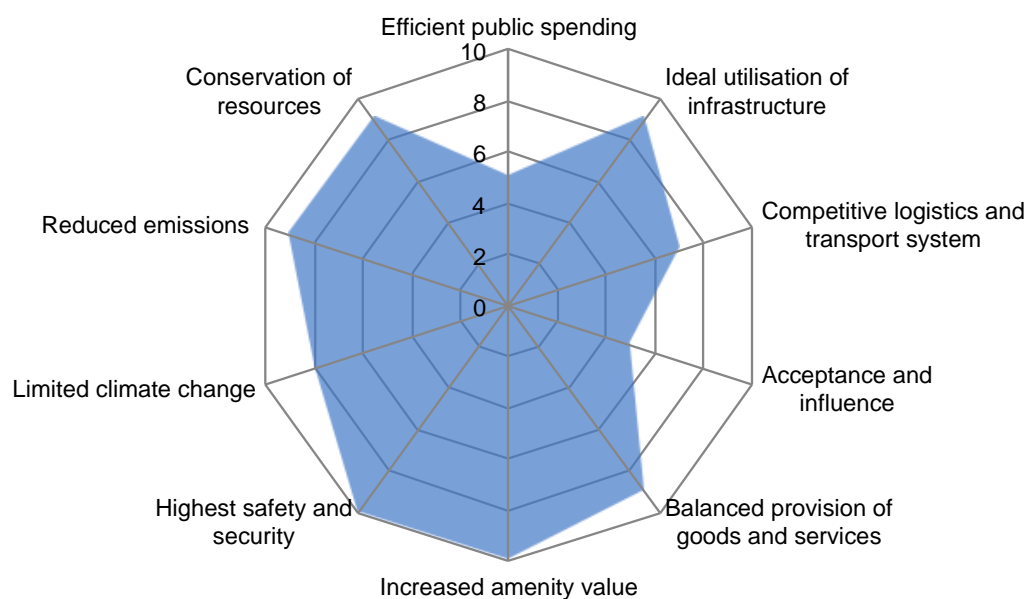 Efficient public spending
10
Conservation of
resources
Ideal utilisation of
infrastructure
8
6
Reduced emissions
Competitive logistics and
transport system
4
2
0
Limited climate change
Acceptance and
influence
Highest safety and
security
Balanced provision of
goods and services
Increased amenity value